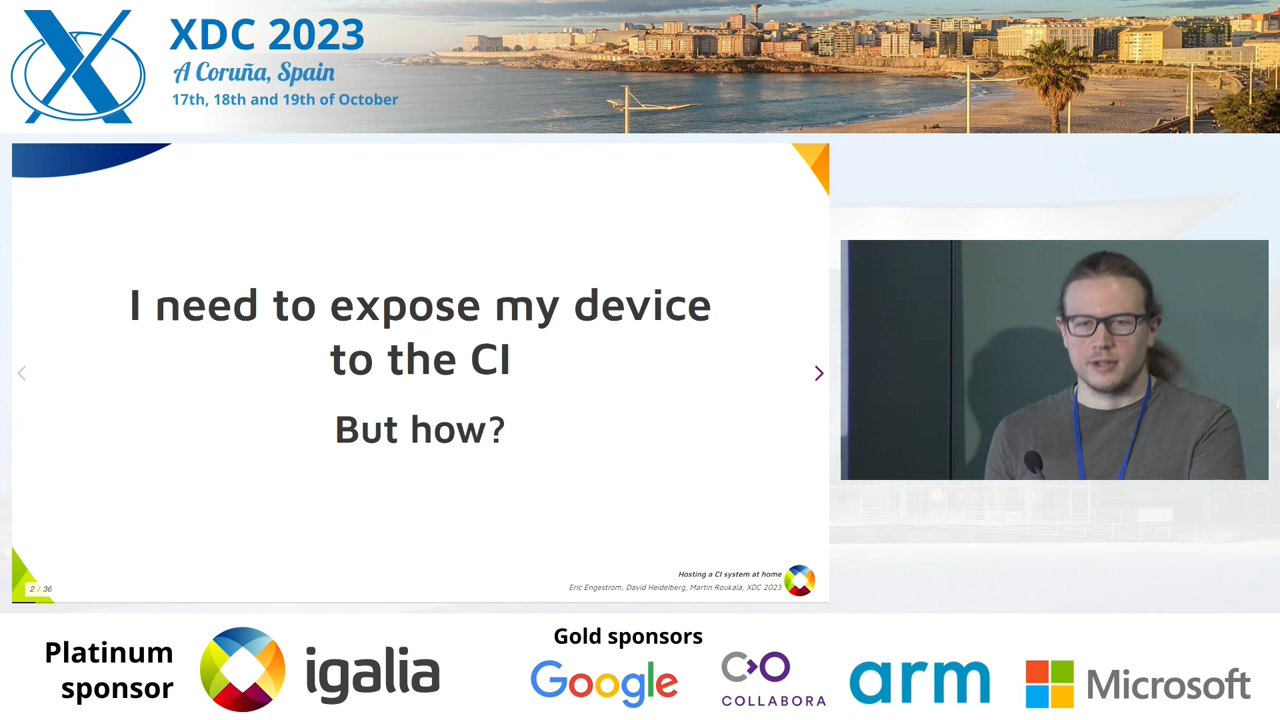 XDC 2023
A Coruña, Spain
17th, 18th and 19th of October
I need to expose my device
to the CI
But how?
2 / 36
Hosting a CI system at home
Eric Engestrom, David Heidelberg, Martin Roukala, XDC 2023
Platinum
sponsor
igalia
Gold sponsors
Google
COLLABORA
arm
Microsoft